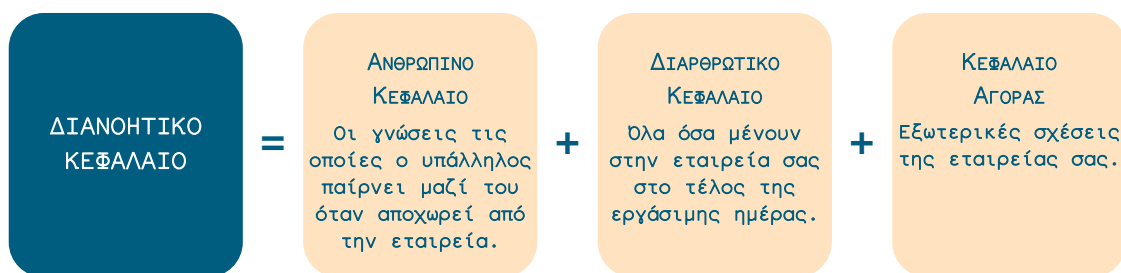 ΔΙΑΝΟΗΤΙΚΟ
ΚΕΦΑΛΑΙΟ
=
ΑΝΘΡΩΠΙΝΟ
ΚΕΦΑΛΑΙΟ
Οι γνώσεις τις
οποίες ο υπάλληλος
παίρνει μαζί του
όταν αποχωρεί από
την εταιρεία.
+
ΔΙΑΡΘΡΩΤΙΚΟ
ΚΕΦΑΛΑΙΟ
Όλα όσα μένουν
στην εταιρεία σας
στο τέλος της
εργάσιμης ημέρας.
+
ΚΕΦΑΛΑΙΟ
ΑΓΟΡΑΣ
Εξωτερικές σχέσεις
της εταιρείας σας.